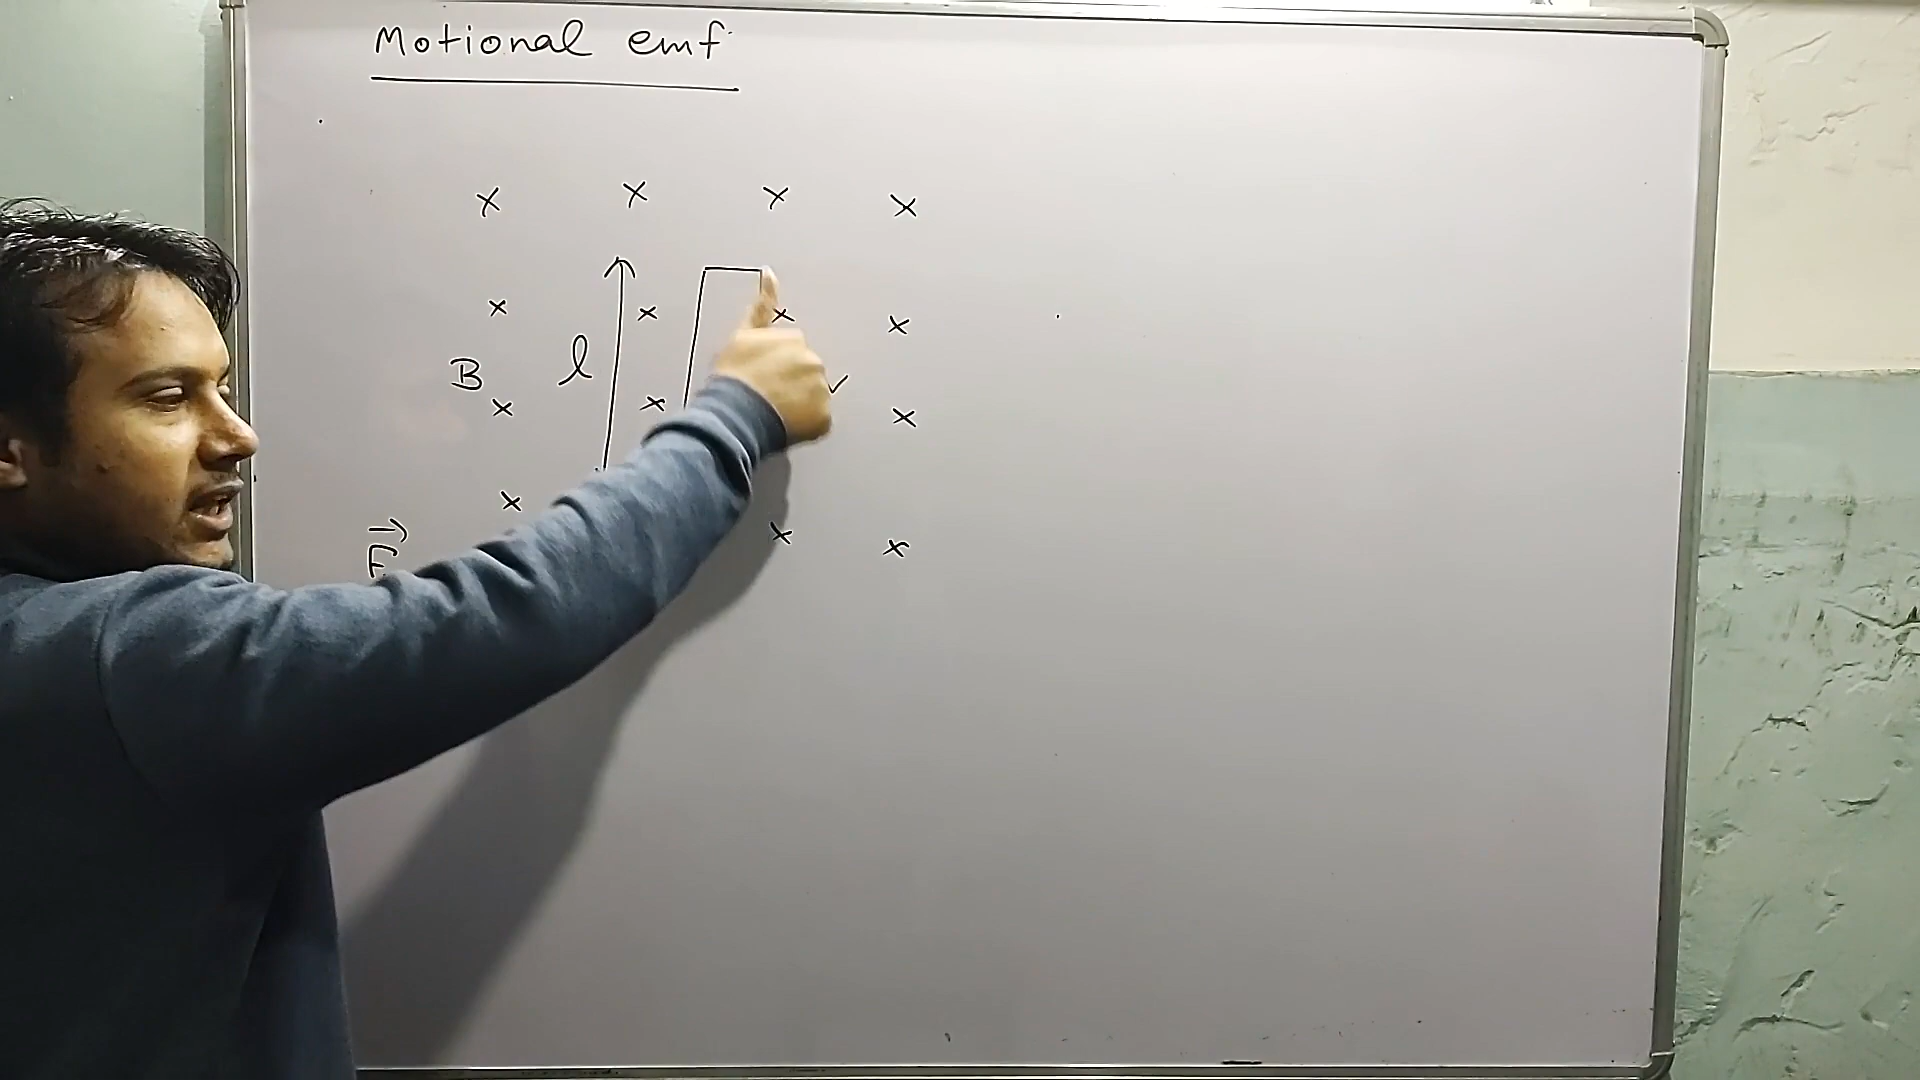 Motional emf
x x x x
x x x x
B l
x x x
x x x
F